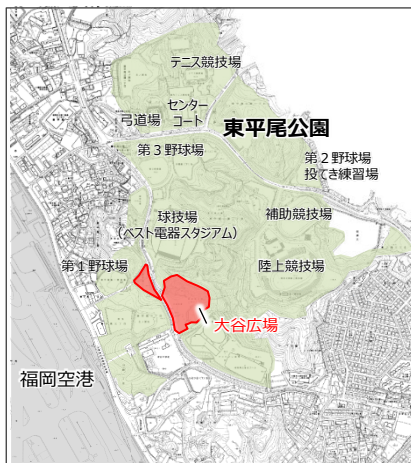 テニス競技場
センター
コート
弓道場
東平尾公園
第３野球場
第２野球場
投てき練習場
球技場
（ベスト電器スタジアム）
補助競技場
第１野球場
陸上競技場
大谷広場
福岡空港